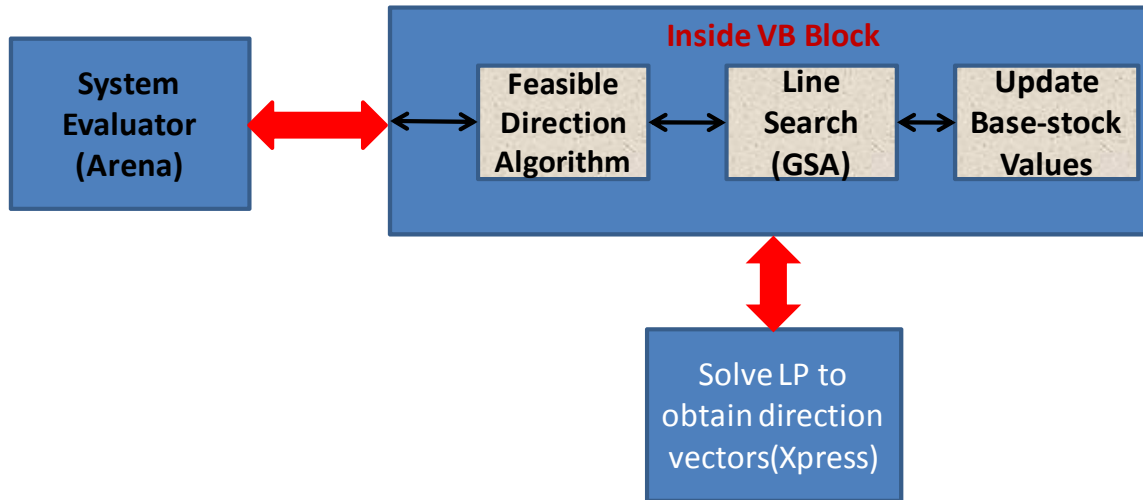 System
Evaluator
(Arena)
Inside VB Block
Feasible
Direction
Algorithm
Line
Search
(GSA)
Update
Base-stock
Values
Solve LP to
obtain direction
vectors(Xpress)